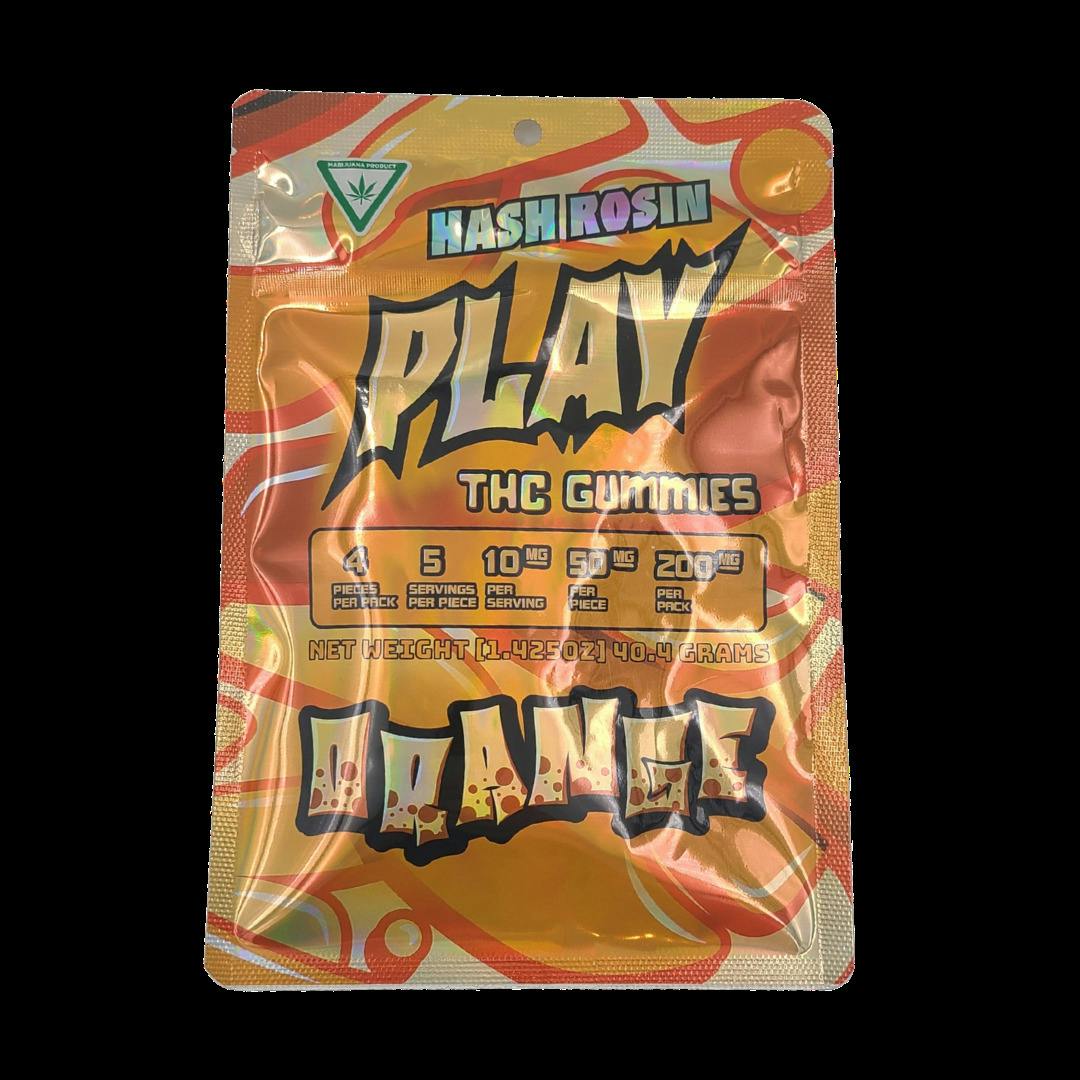 MARIJUANA PRODUCT
HASH ROSIN
PLAY
THC GUMMIES
4 5 10MG 50MG 200MG
PIECES SERVINGS PER PER PER
PER PACK PER PIECE SERVING PIECE PACK
NET WEIGHT [1.425OZ] 40.4 GRAMS
ORANGE